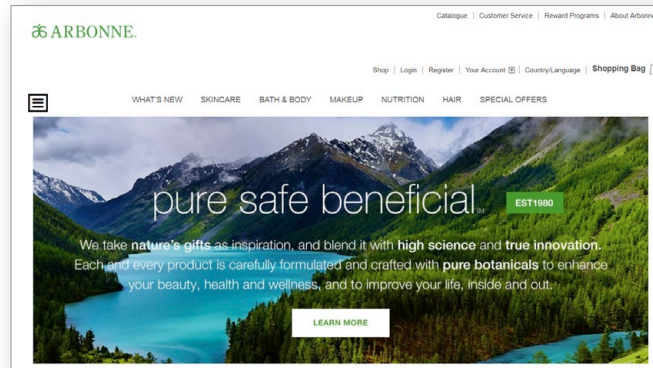 Catalogue | Customer Service | Reward Programs | About Arbonne
ARBONNE.
Shop | Login | Register | Your Account | Country/Language | Shopping Bag
WHAT'S NEW SKINCARE BATH & BODY MAKEUP NUTRITION HAIR SPECIAL OFFERS
pure safe beneficial™
EST1980
We take nature's gifts as inspiration, and blend it with high science and true innovation.
Each and every product is carefully formulated and crafted with pure botanicals to enhance
your beauty, health and wellness, and to improve your life, inside and out.
LEARN MORE